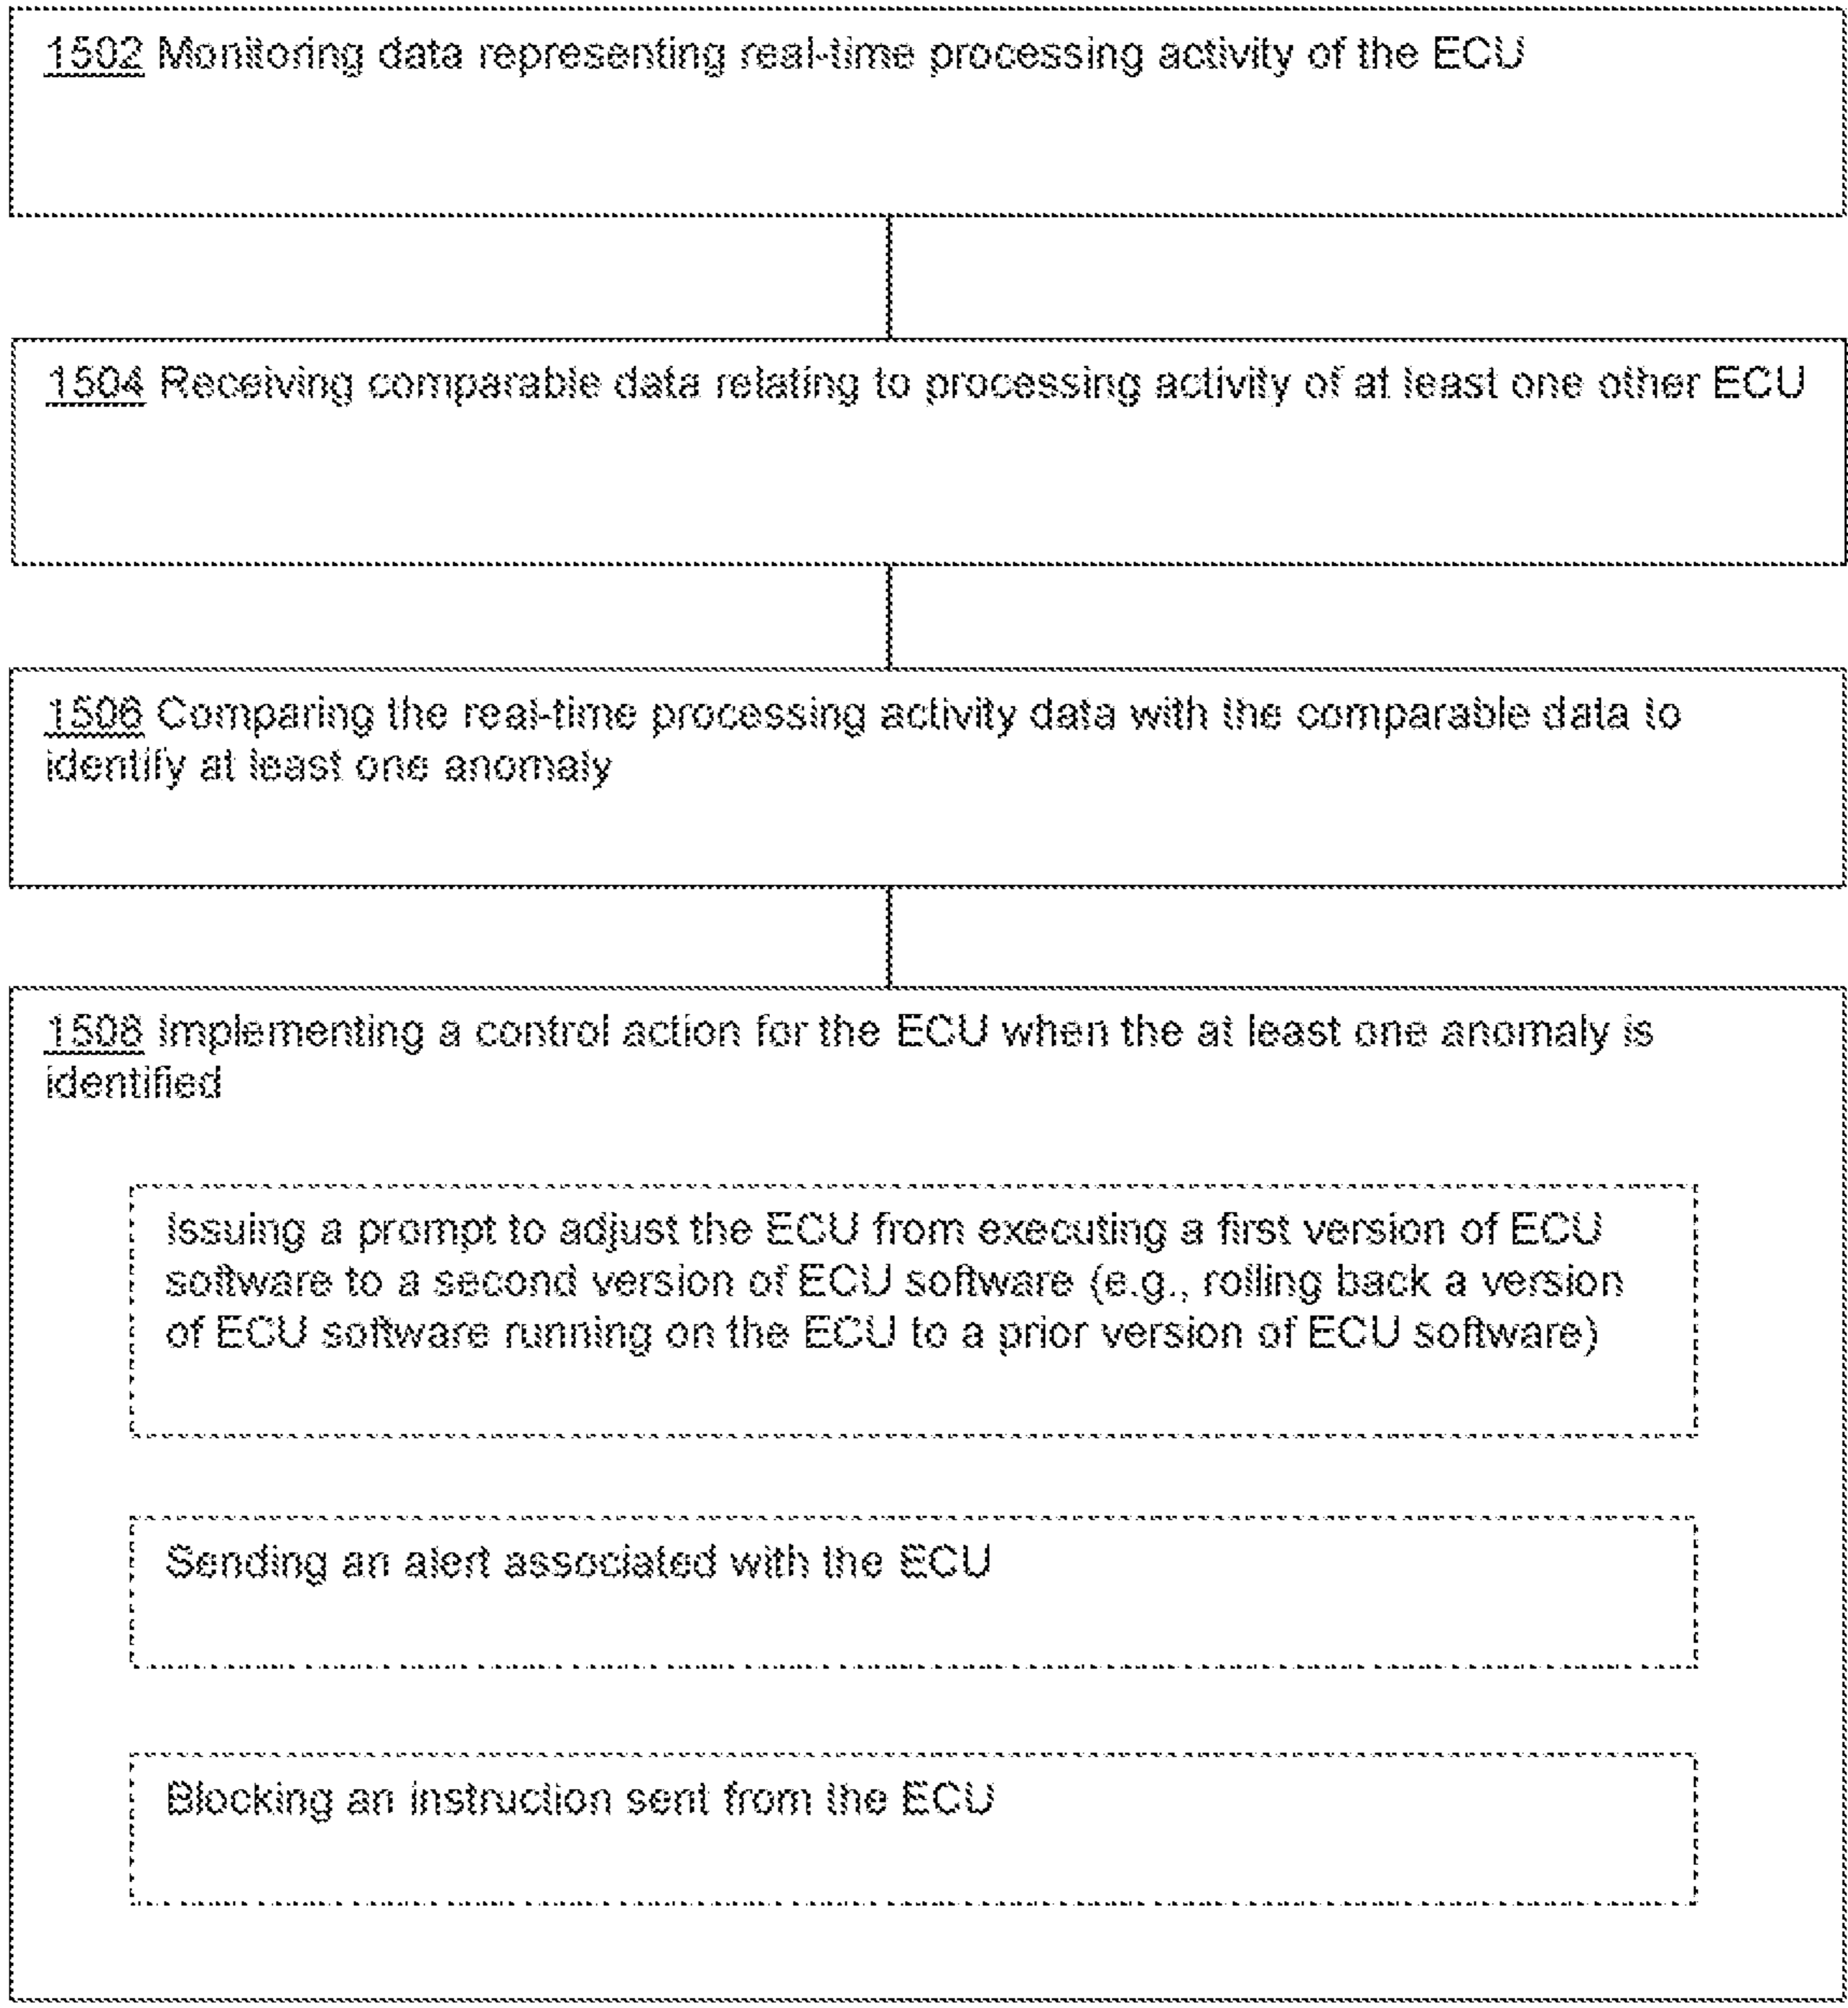 1502 Monitoring data representing real-time processing activity of the ECU
1504 Receiving comparable data relating to processing activity of at least one other ECU
1506 Comparing the real-time processing activity data with the comparable data to
identify at least one anomaly
1508 Implementing a control action for the ECU when the at least one anomaly is
identified
Issuing a prompt to adjust the ECU from executing a first version of ECU
software to a second version of ECU software (e.g., rolling back a version
of ECU software running on the ECU to a prior version of ECU software)
Sending an alert associated with the ECU
Blocking an instruction sent from the ECU